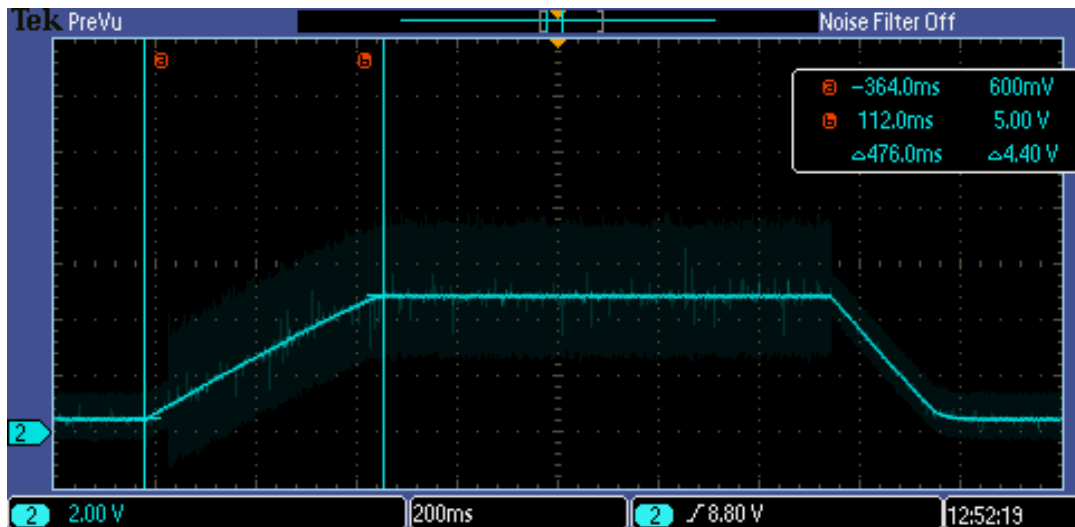 Tek PreVu Noise Filter Off
a b
a -364.0ms 600mV
b 112.0ms 5.00 V
△476.0ms △4.40 V
2
2 2.00 V 200ms 2 8.80 V 12:52:19